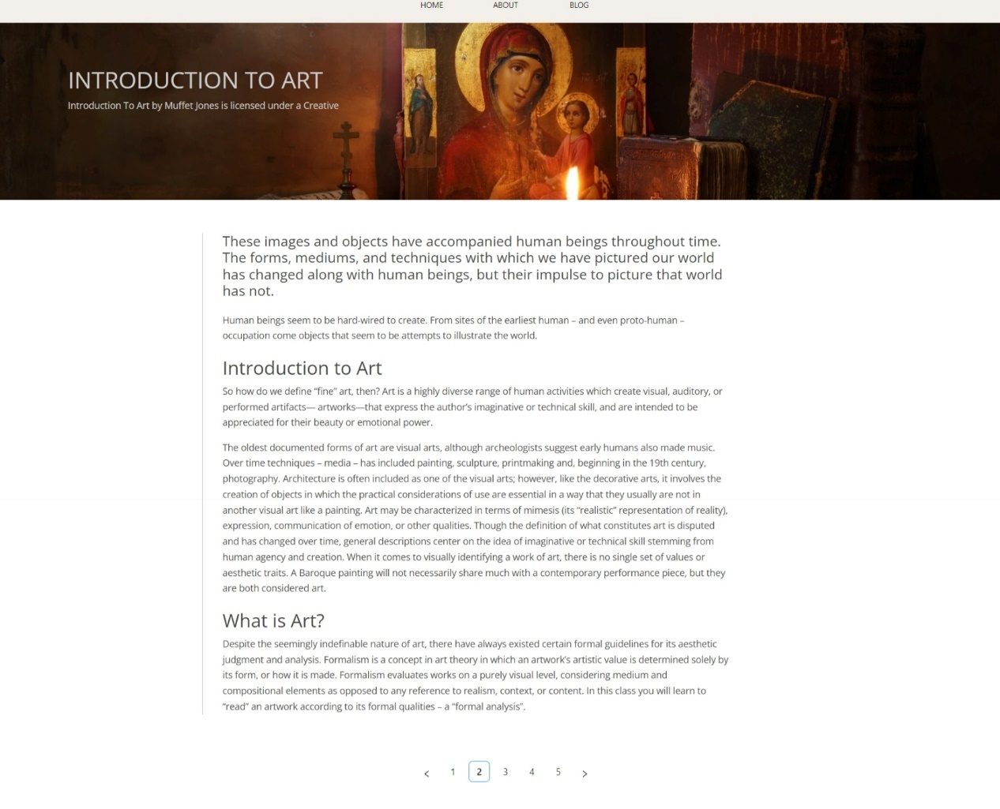 HOME ABOUT BLOG
INTRODUCTION TO ART
Introduction To Art by Muffet Jones is licensed under a Creative
These images and objects have accompanied human beings throughout time.
The forms, mediums, and techniques with which we have pictured our world
has changed along with human beings, but their impulse to picture that world
has not.
Human beings seem to be hard-wired to create. From sites of the earliest human – and even proto-human –
occupation come objects that seem to be attempts to illustrate the world.
Introduction to Art
So how do we define “fine” art, then? Art is a highly diverse range of human activities which create visual, auditory, or
performed artifacts— artworks—that express the author’s imaginative or technical skill, and are intended to be
appreciated for their beauty or emotional power.
The oldest documented forms of art are visual arts, although archeologists suggest early humans also made music.
Over time techniques – media – has included painting, sculpture, printmaking and, beginning in the 19th century,
photography. Architecture is often included as one of the visual arts; however, like the decorative arts, it involves the
creation of objects in which the practical considerations of use are essential in a way that they usually are not in
another visual art like a painting. Art may be characterized in terms of mimesis (its “realistic” representation of reality),
expression, communication of emotion, or other qualities. Though the definition of what constitutes art is disputed
and has changed over time, general descriptions center on the idea of imaginative or technical skill stemming from
human agency and creation. When it comes to visually identifying a work of art, there is no single set of values or
aesthetic traits. A Baroque painting will not necessarily share much with a contemporary performance piece, but they
are both considered art.
What is Art?
Despite the seemingly indefinable nature of art, there have always existed certain formal guidelines for its aesthetic
judgment and analysis. Formalism is a concept in art theory in which an artwork’s artistic value is determined solely by
its form, or how it is made. Formalism evaluates works on a purely visual level, considering medium and
compositional elements as opposed to any reference to realism, context, or content. In this class you will learn to
“read” an artwork according to its formal qualities – a “formal analysis”.
< 1 2 3 4 5 >